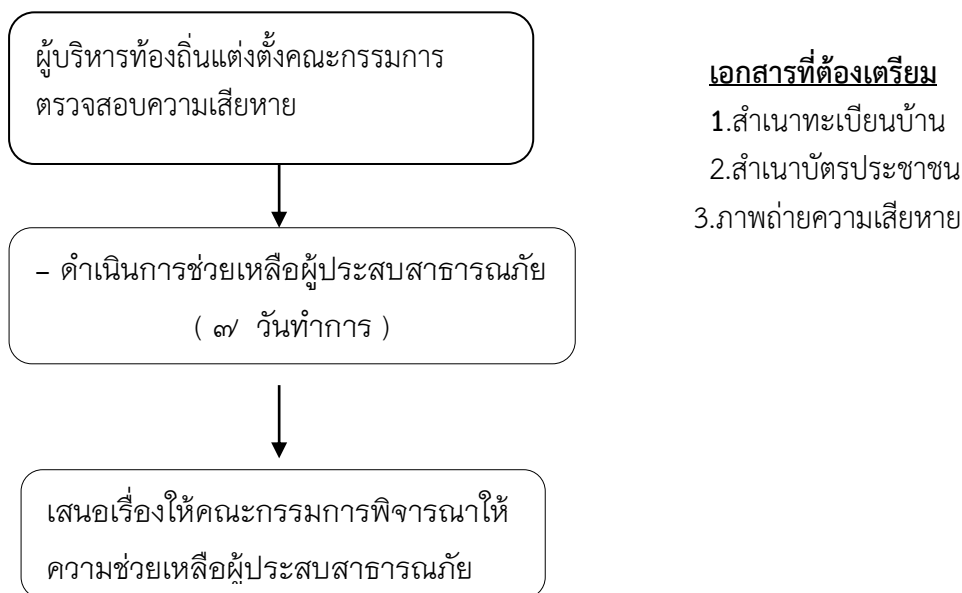 ผู้บริหารท้องถิ่นแต่งตั้งคณะกรรมการ
ตรวจสอบความเสียหาย
– ดำเนินการช่วยเหลือผู้ประสบสาธารณภัย
( ๗ วันทำการ )
เสนอเรื่องให้คณะกรรมการพิจารณาให้
ความช่วยเหลือผู้ประสบสาธารณภัย
เอกสารที่ต้องเตรียม
1.สำเนาทะเบียนบ้าน
2.สำเนาบัตรประชาชน
3.ภาพถ่ายความเสียหาย